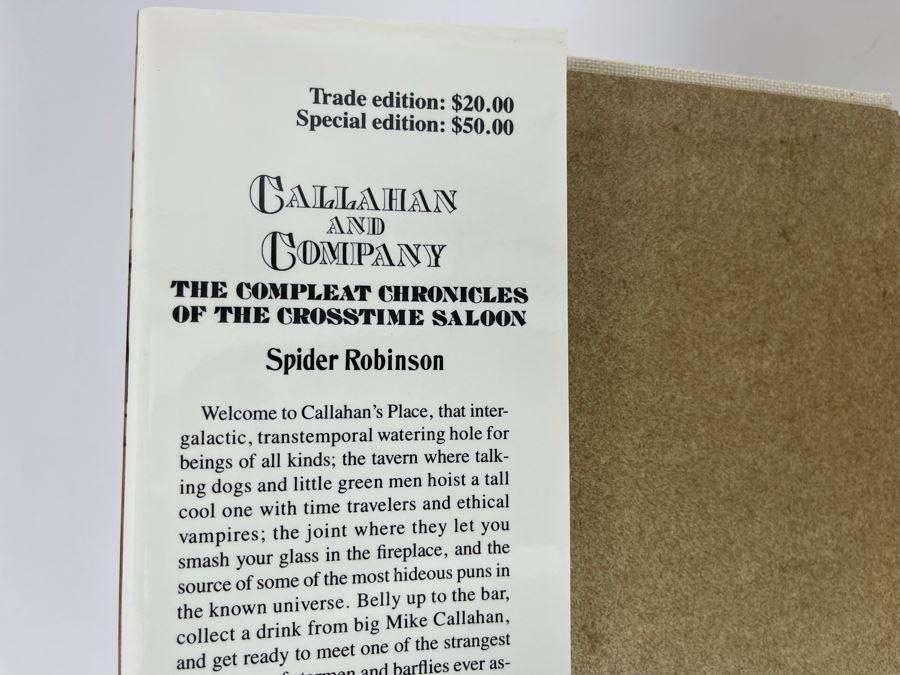 Trade edition: $20.00
Special edition: $50.00
CALLAHAN
AND
COMPANY
THE COMPLEAT CHRONICLES
OF THE CROSSTIME SALOON
Spider Robinson
Welcome to Callahan's Place, that inter-
galactic, transtemporal watering hole for
beings of all kinds; the tavern where talk-
ing dogs and little green men hoist a tall
cool one with time travelers and ethical
vampires; the joint where they let you
smash your glass in the fireplace, and the
source of some of the most hideous puns in
the known universe. Belly up to the bar,
collect a drink from big Mike Callahan,
and get ready to meet one of the strangest
and barflies ever as-